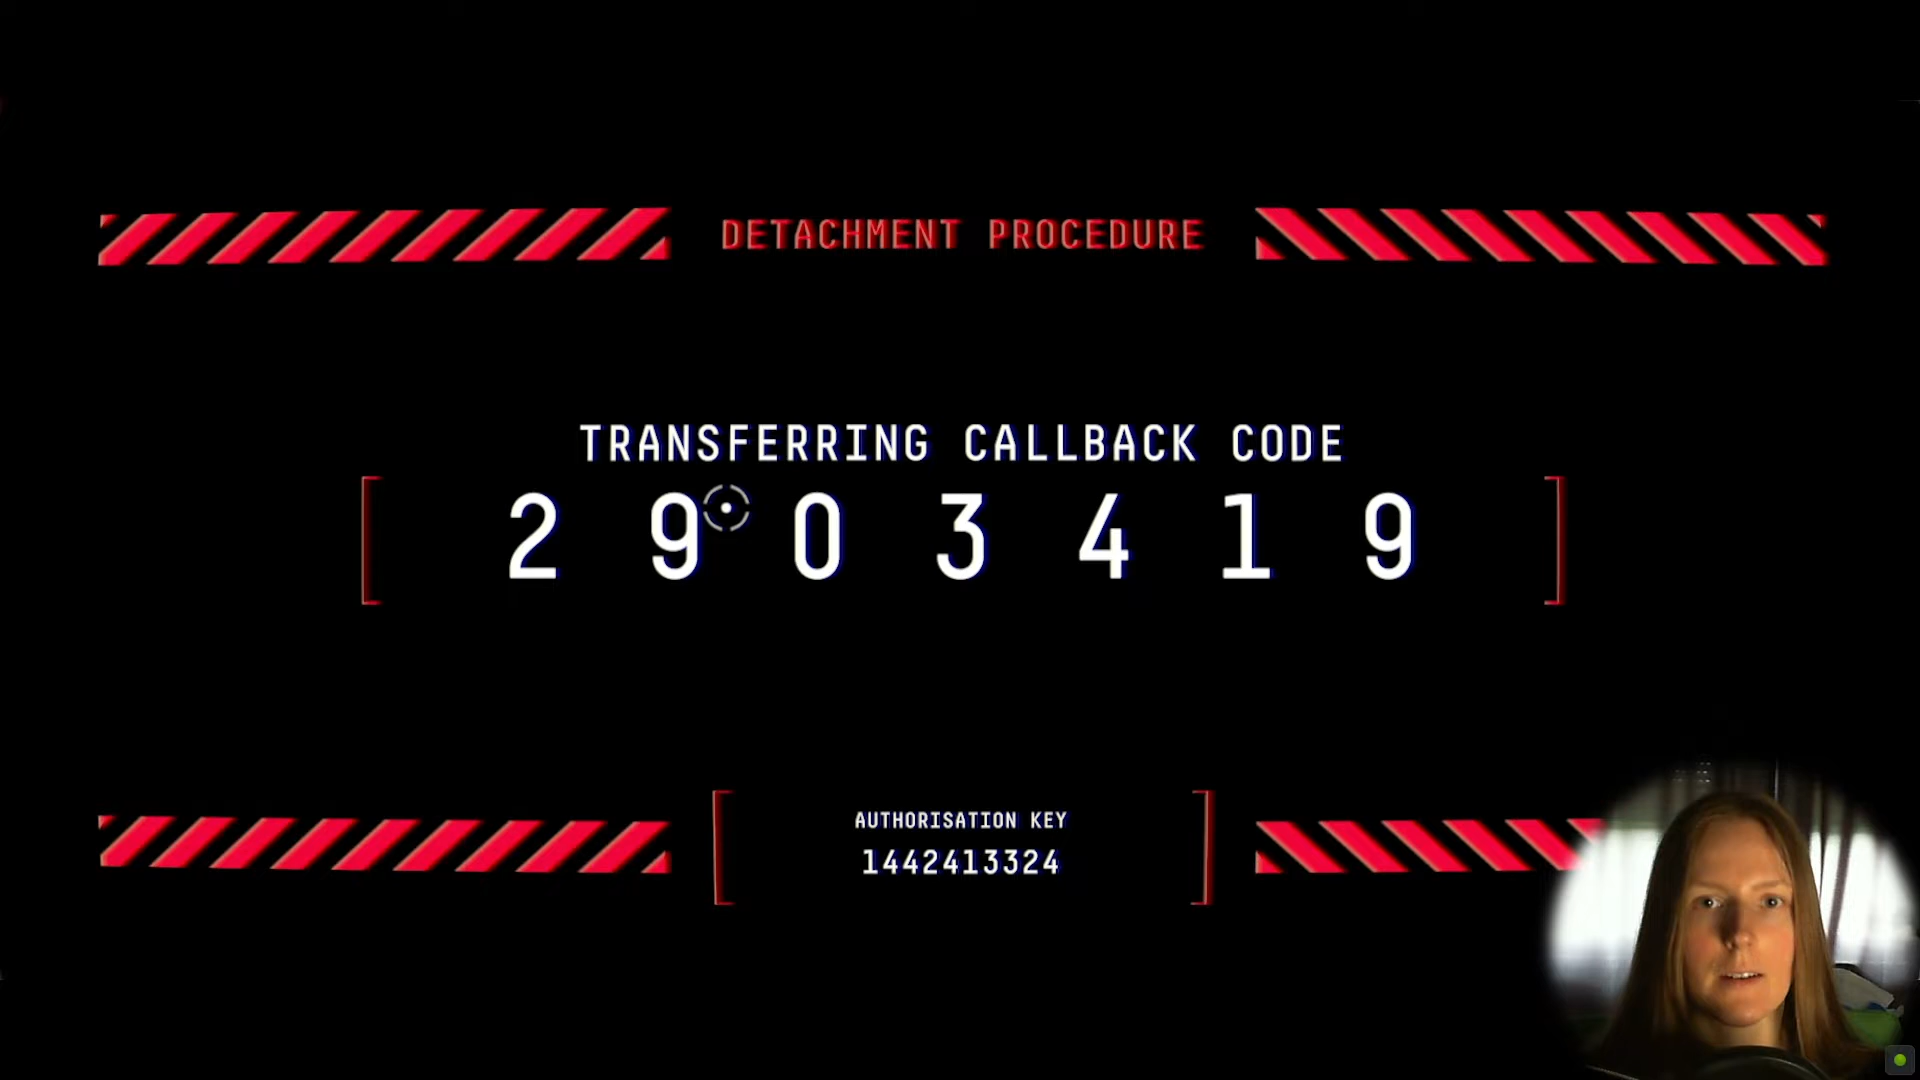 DETACHMENT PROCEDURE
TRANSFERRING CALLBACK CODE
2 9 0 3 4 1 9
AUTHORISATION KEY
1442413324